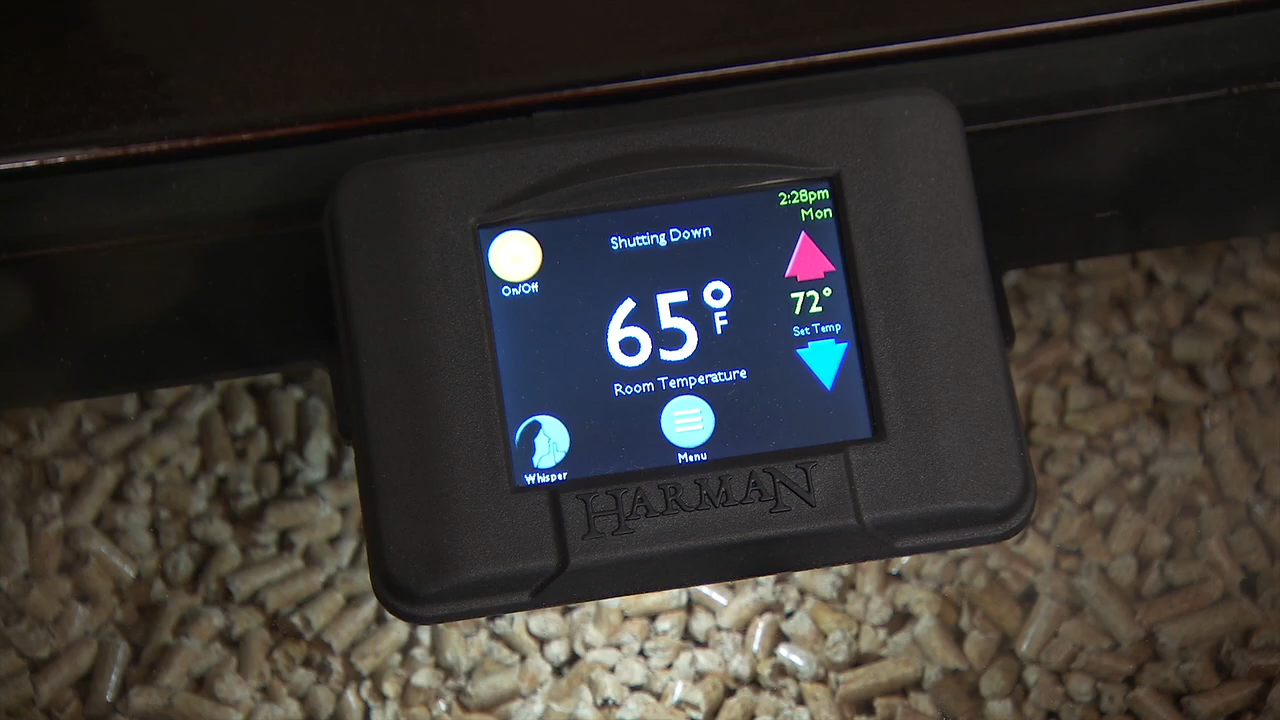 2:28pm
Mon
Shutting Down
On/Off
65°
F
72°
Set Temp
Room Temperature
Whisper
Menu
HARMAN